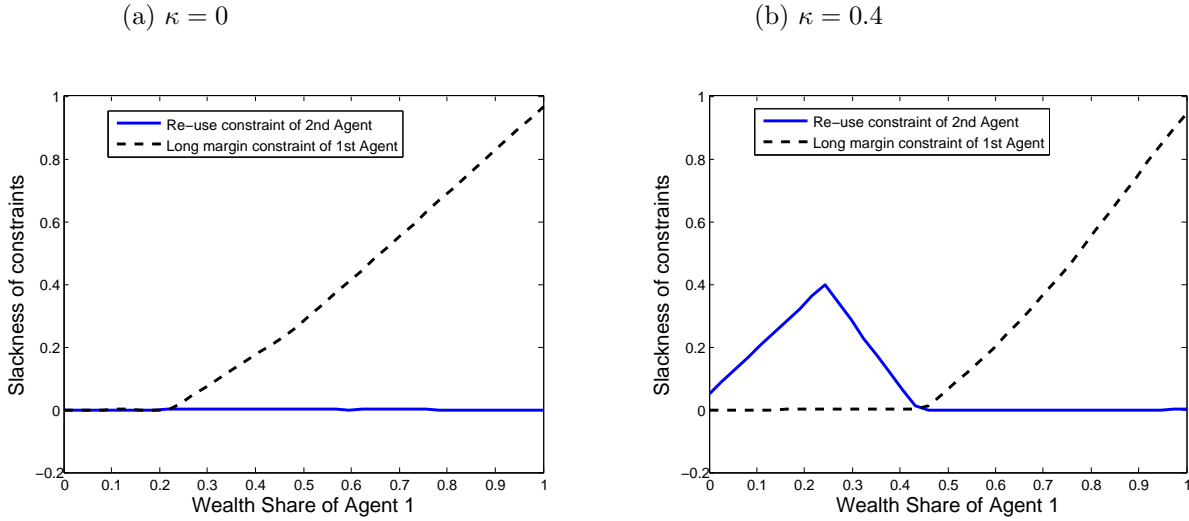 (a) κ = 0
1
0.8
0.6
0.4
0.2
0
−0.2
0 0.1 0.2 0.3 0.4 0.5 0.6 0.7 0.8 0.9 1
Slackness of constraints
Wealth Share of Agent 1
Re−use constraint of 2nd Agent
Long margin constraint of 1st Agent
(b) κ = 0.4
1
0.8
0.6
0.4
0.2
0
−0.2
0 0.1 0.2 0.3 0.4 0.5 0.6 0.7 0.8 0.9 1
Slackness of constraints
Wealth Share of Agent 1
Re−use constraint of 2nd Agent
Long margin constraint of 1st Agent